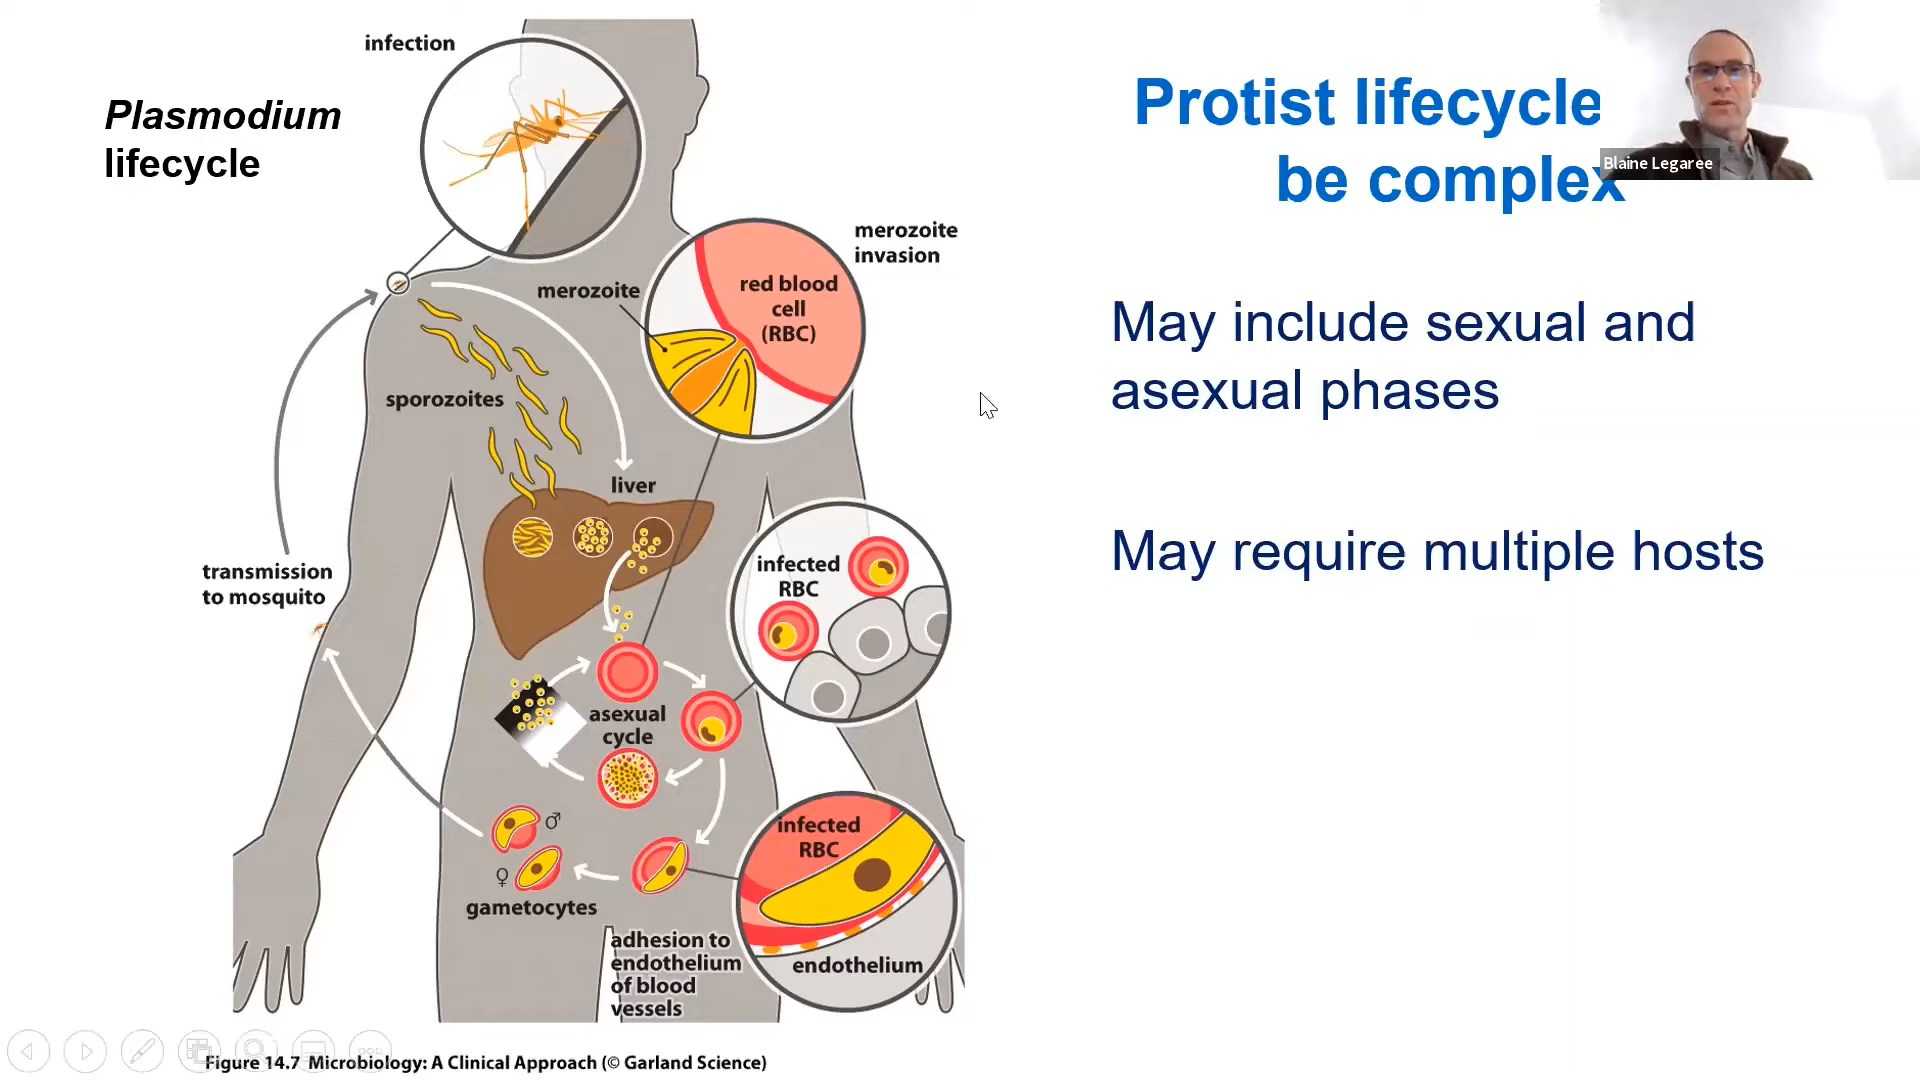 infection
Plasmodium
lifecycle
merozoite
invasion
merozoite
red blood
cell
(RBC)
sporozoites
liver
transmission
to mosquito
infected
RBC
asexual
cycle
♂
♀
gametocytes
infected
RBC
endothelium
adhesion to
endothelium
of blood
vessels
Figure 14.7 Microbiology: A Clinical Approach (© Garland Science)
Protist lifecycle
be complex
Blaine Legaree
May include sexual and
asexual phases
May require multiple hosts